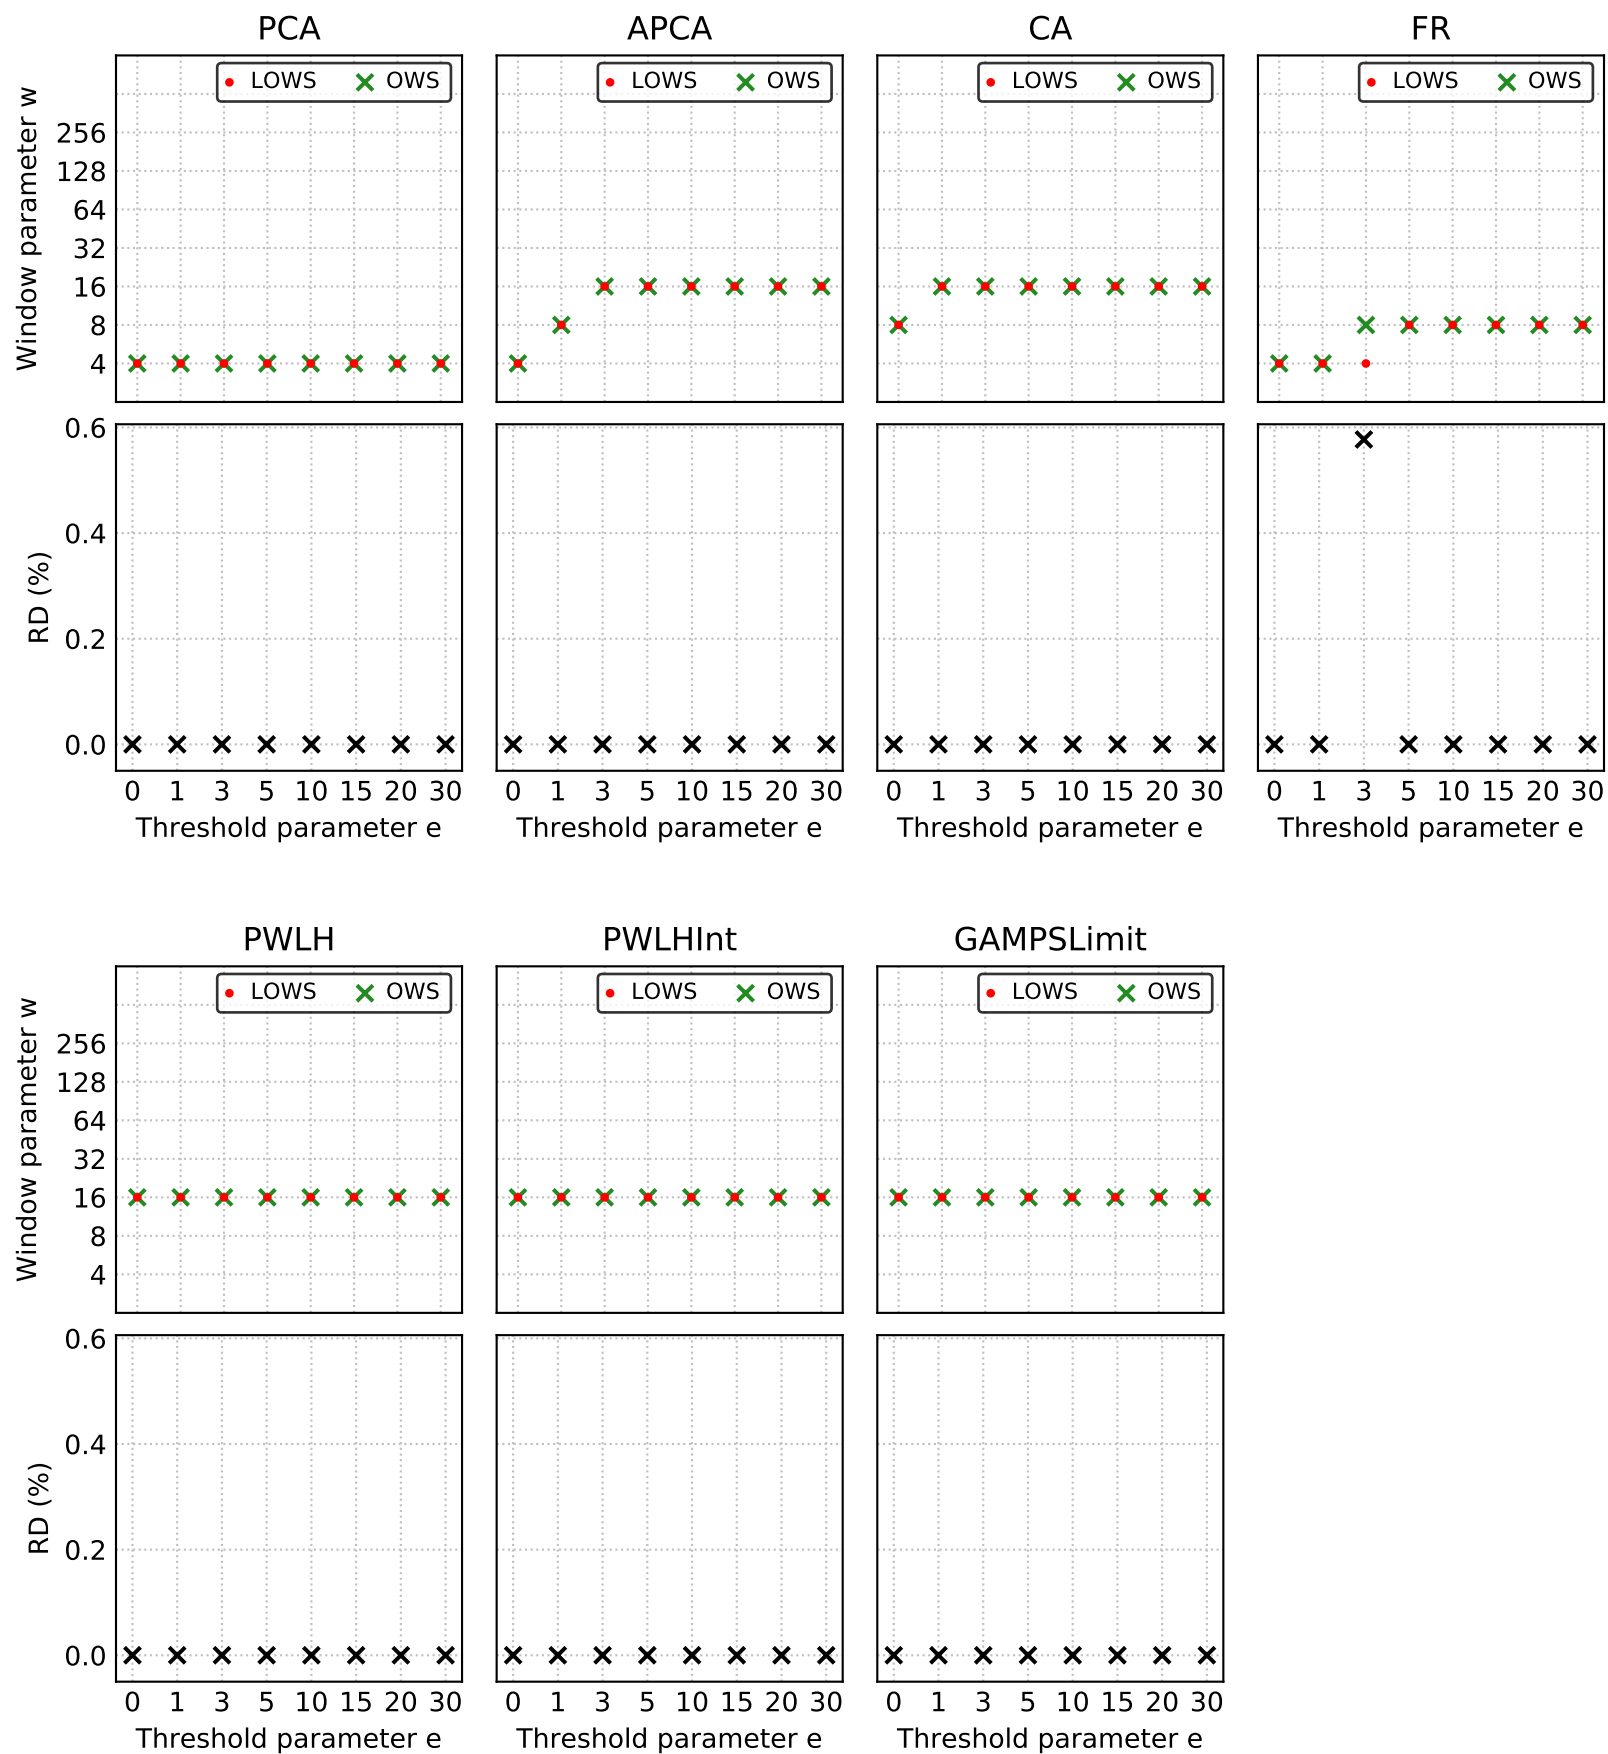 PCA APCA CA FR
LOWS OWS LOWS OWS LOWS OWS LOWS OWS
Window parameter w
256
128
64
32
16
8
4
RD (%)
0.6
0.4
0.2
0.0
0 1 3 5 10 15 20 30 0 1 3 5 10 15 20 30 0 1 3 5 10 15 20 30 0 1 3 5 10 15 20 30
Threshold parameter e Threshold parameter e Threshold parameter e Threshold parameter e
PWLH PWLHInt GAMPSLimit
LOWS OWS LOWS OWS LOWS OWS
Window parameter w
256
128
64
32
16
8
4
RD (%)
0.6
0.4
0.2
0.0
0 1 3 5 10 15 20 30 0 1 3 5 10 15 20 30 0 1 3 5 10 15 20 30
Threshold parameter e Threshold parameter e Threshold parameter e